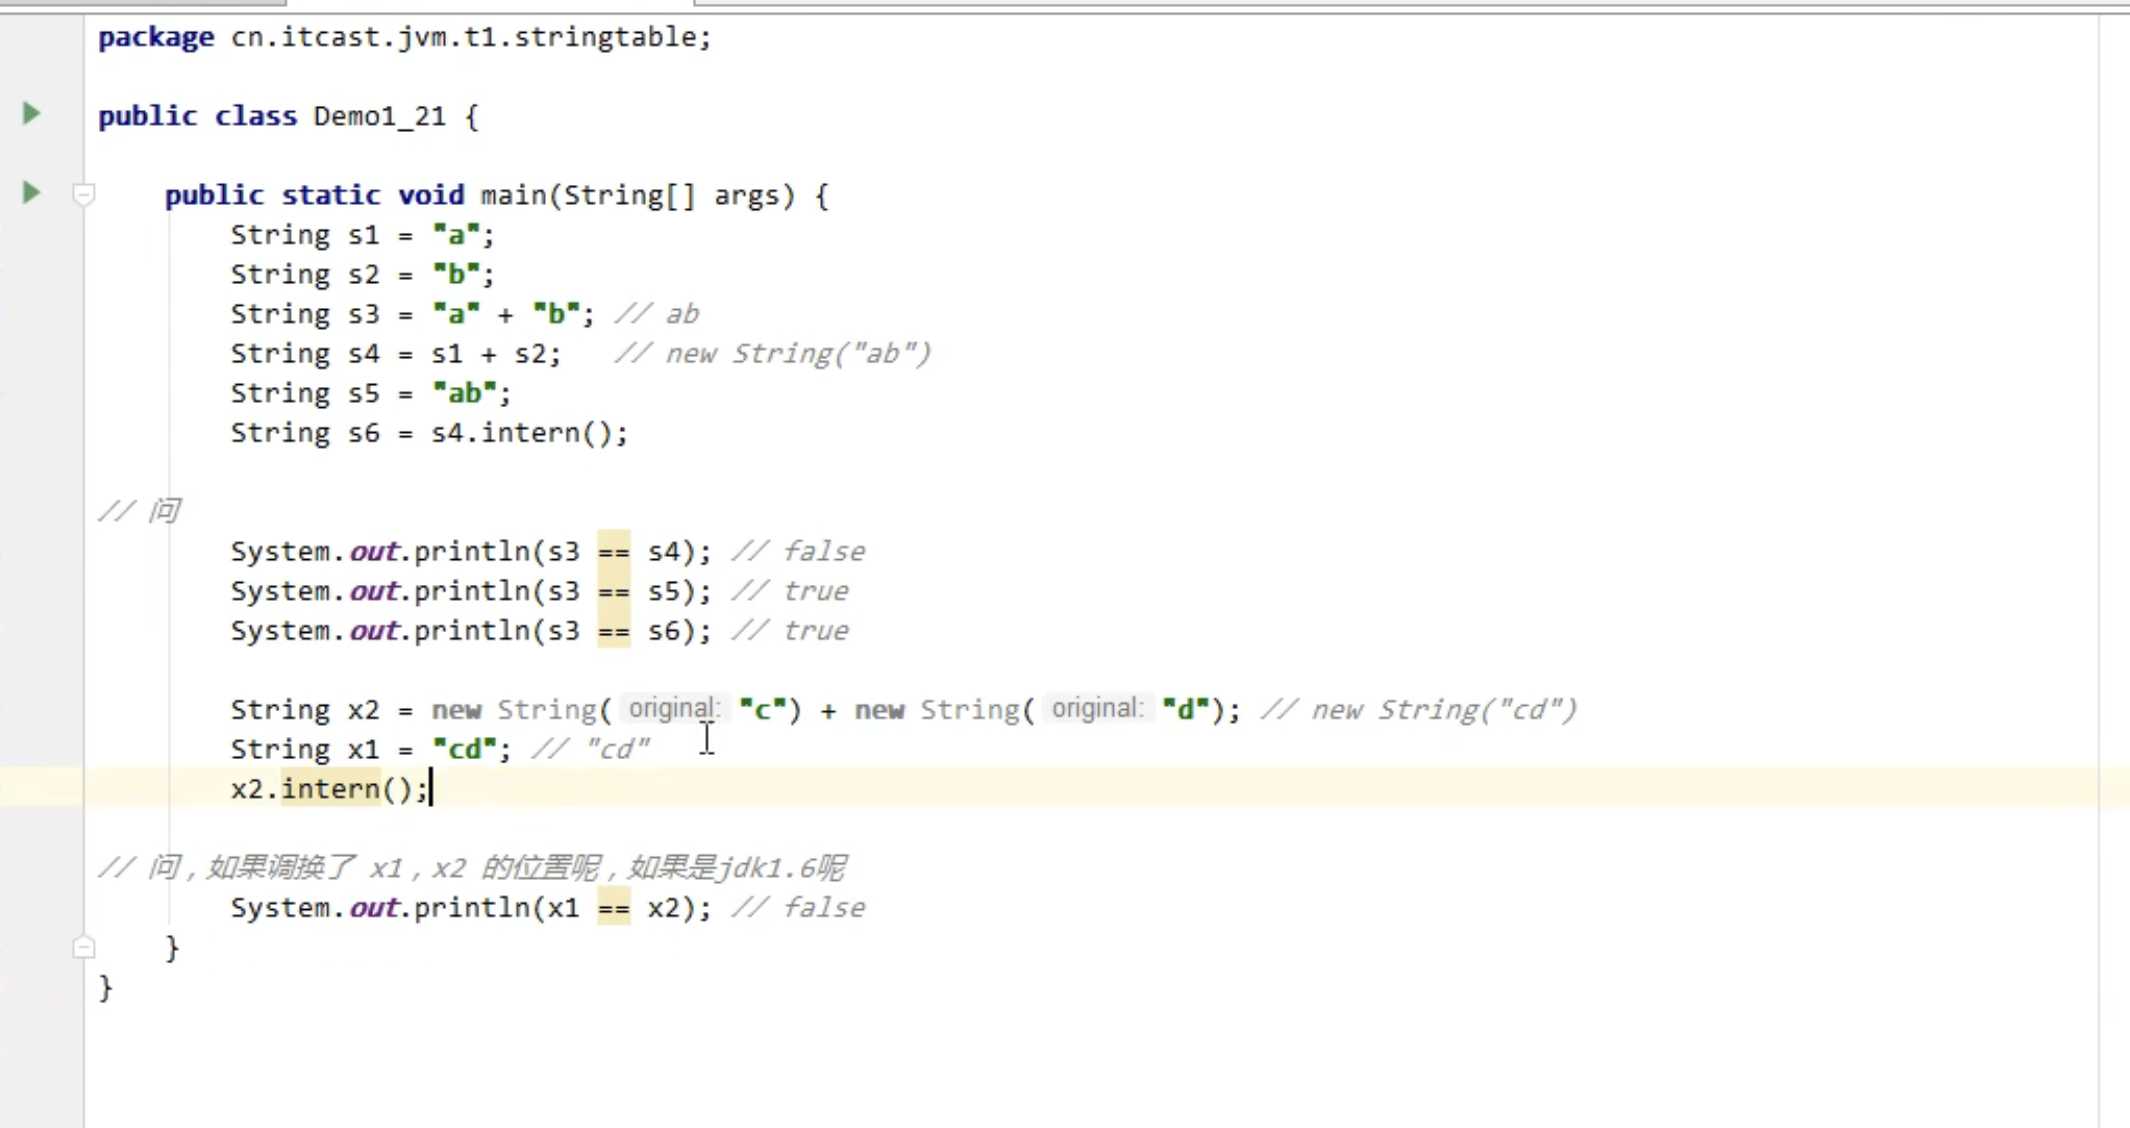 package cn.itcast.jvm.t1.stringtable;
public class Demo1_21 {
public static void main(String[] args) {
String s1 = "a";
String s2 = "b";
String s3 = "a" + "b"; // ab
String s4 = s1 + s2; // new String("ab")
String s5 = "ab";
String s6 = s4.intern();
// 问
System.out.println(s3 == s4); // false
System.out.println(s3 == s5); // true
System.out.println(s3 == s6); // true
String x2 = new String( original: "c") + new String( original: "d"); // new String("cd")
String x1 = "cd"; // "cd"
x2.intern();
// 问，如果调换了 x1，x2 的位置呢，如果是jdk1.6呢
System.out.println(x1 == x2); // false
}
}